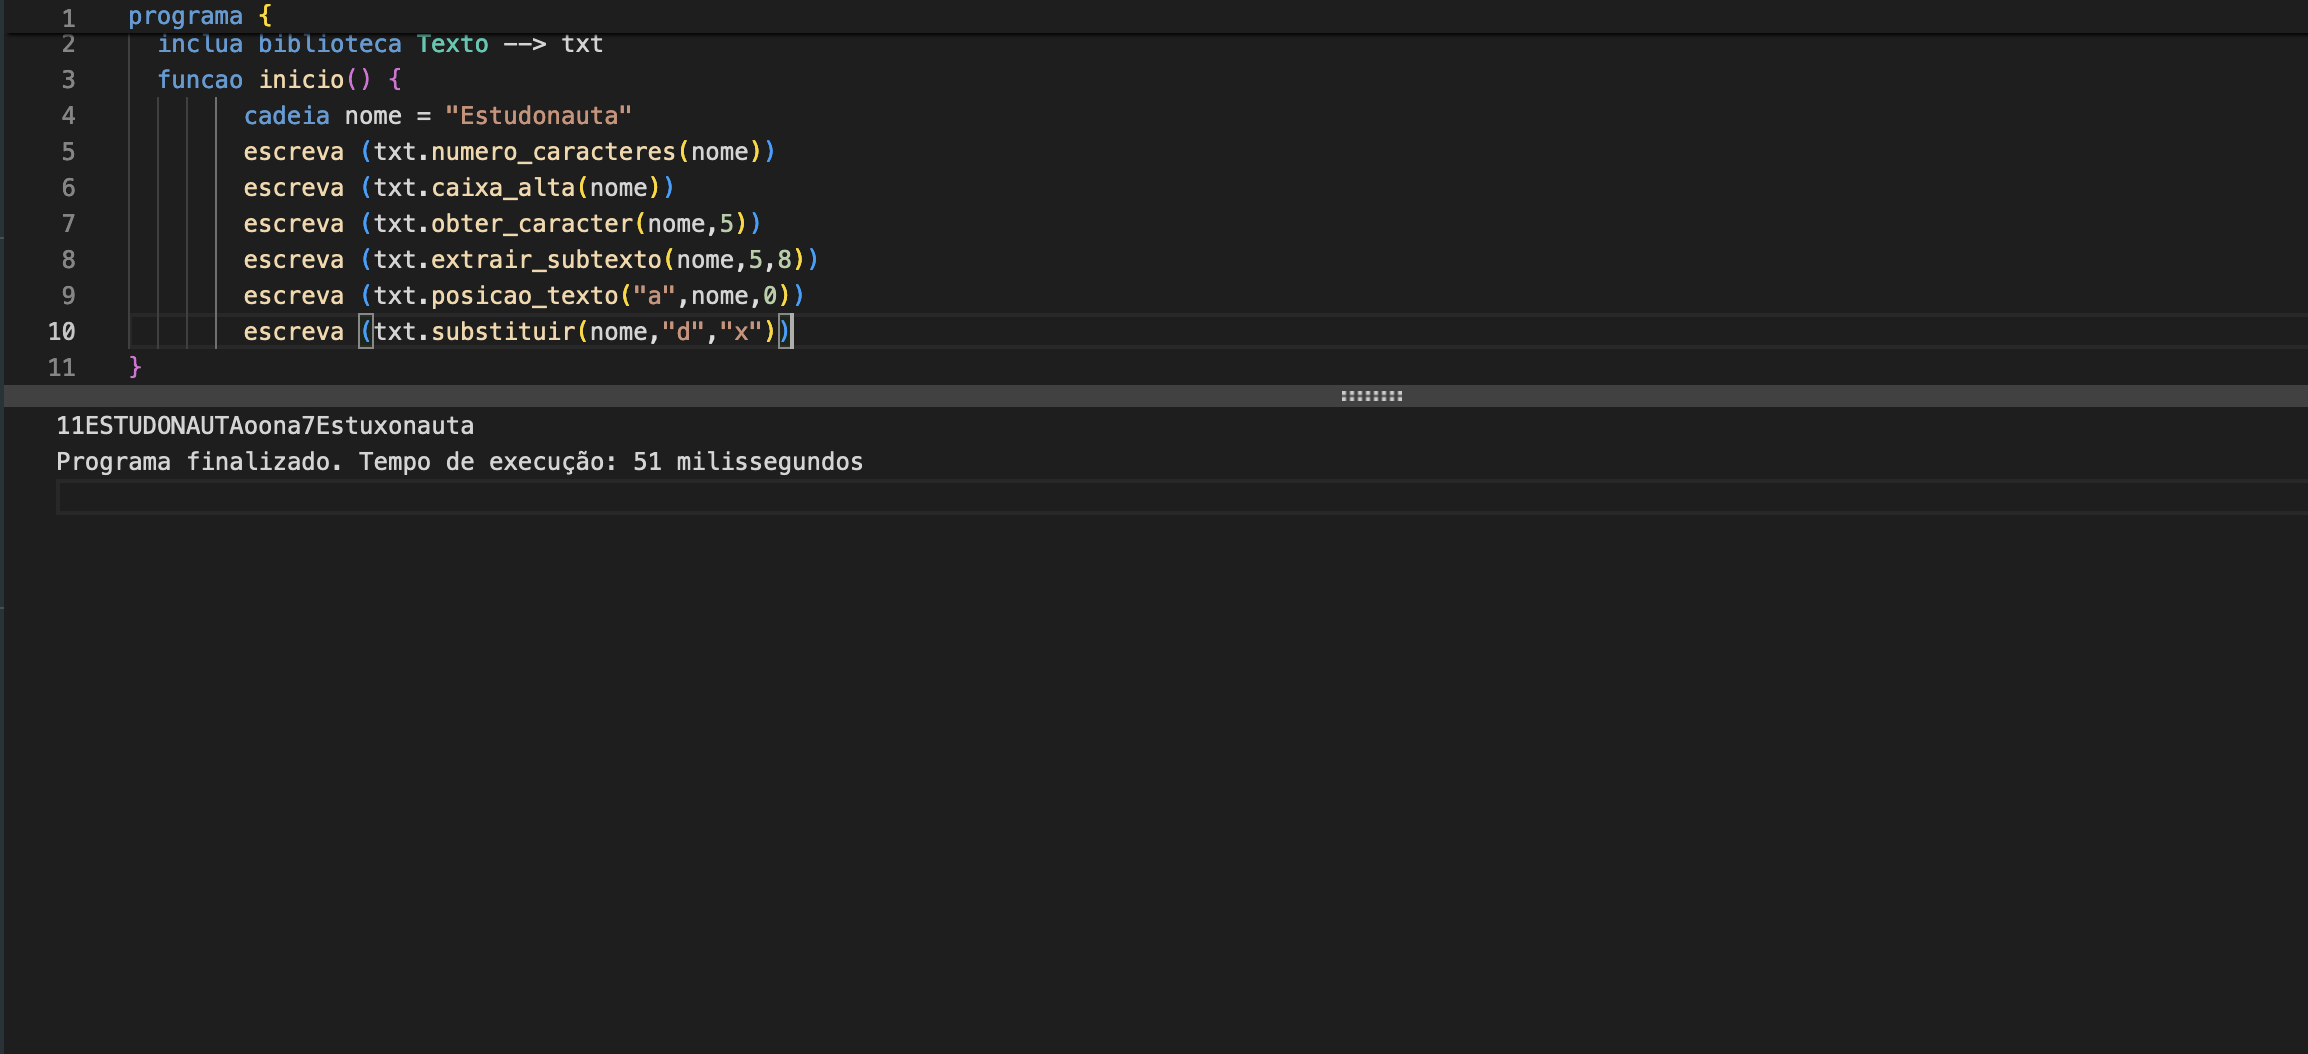 1 programa {
2 inclua biblioteca Texto --> txt
3 funcao inicio() {
4 cadeia nome = "Estudonauta"
5 escreva (txt.numero_caracteres(nome))
6 escreva (txt.caixa_alta(nome))
7 escreva (txt.obter_caracter(nome,5))
8 escreva (txt.extrair_subtexto(nome,5,8))
9 escreva (txt.posicao_texto("a",nome,0))
10 escreva (txt.substituir(nome,"d","x"))
11 }
11ESTUDONAUTAoona7Estuxonauta
Programa finalizado. Tempo de execução: 51 milissegundos